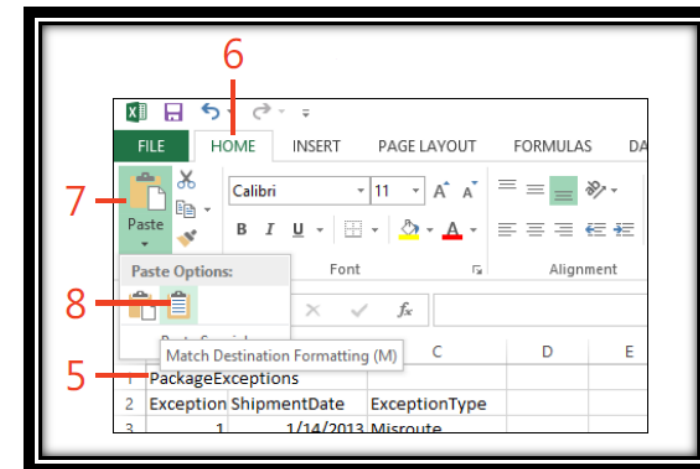 6
FILE HOME INSERT PAGE LAYOUT FORMULAS DA
7
Calibri 11 A A
Paste B I U A
Paste Options: Font Alignment
8
fx
Match Destination Formatting (M) C D E
5
1 PackageExceptions
2 Exception ShipmentDate ExceptionType
3 1 1/14/2013 Misroute